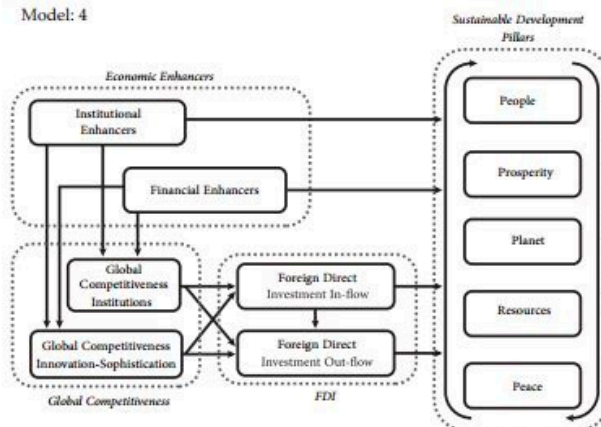 Model: 4
Sustainable Development
Pillars
Economic Enhancers
Institutional
Enhancers
People
Financial Enhancers
Prosperity
Planet
Global
Competitiveness
Institutions
Foreign Direct
Investment In-flow
Resources
Global Competitiveness
Innovation-Sophistication
Foreign Direct
Investment Out-flow
Peace
Global Competitiveness
FDI